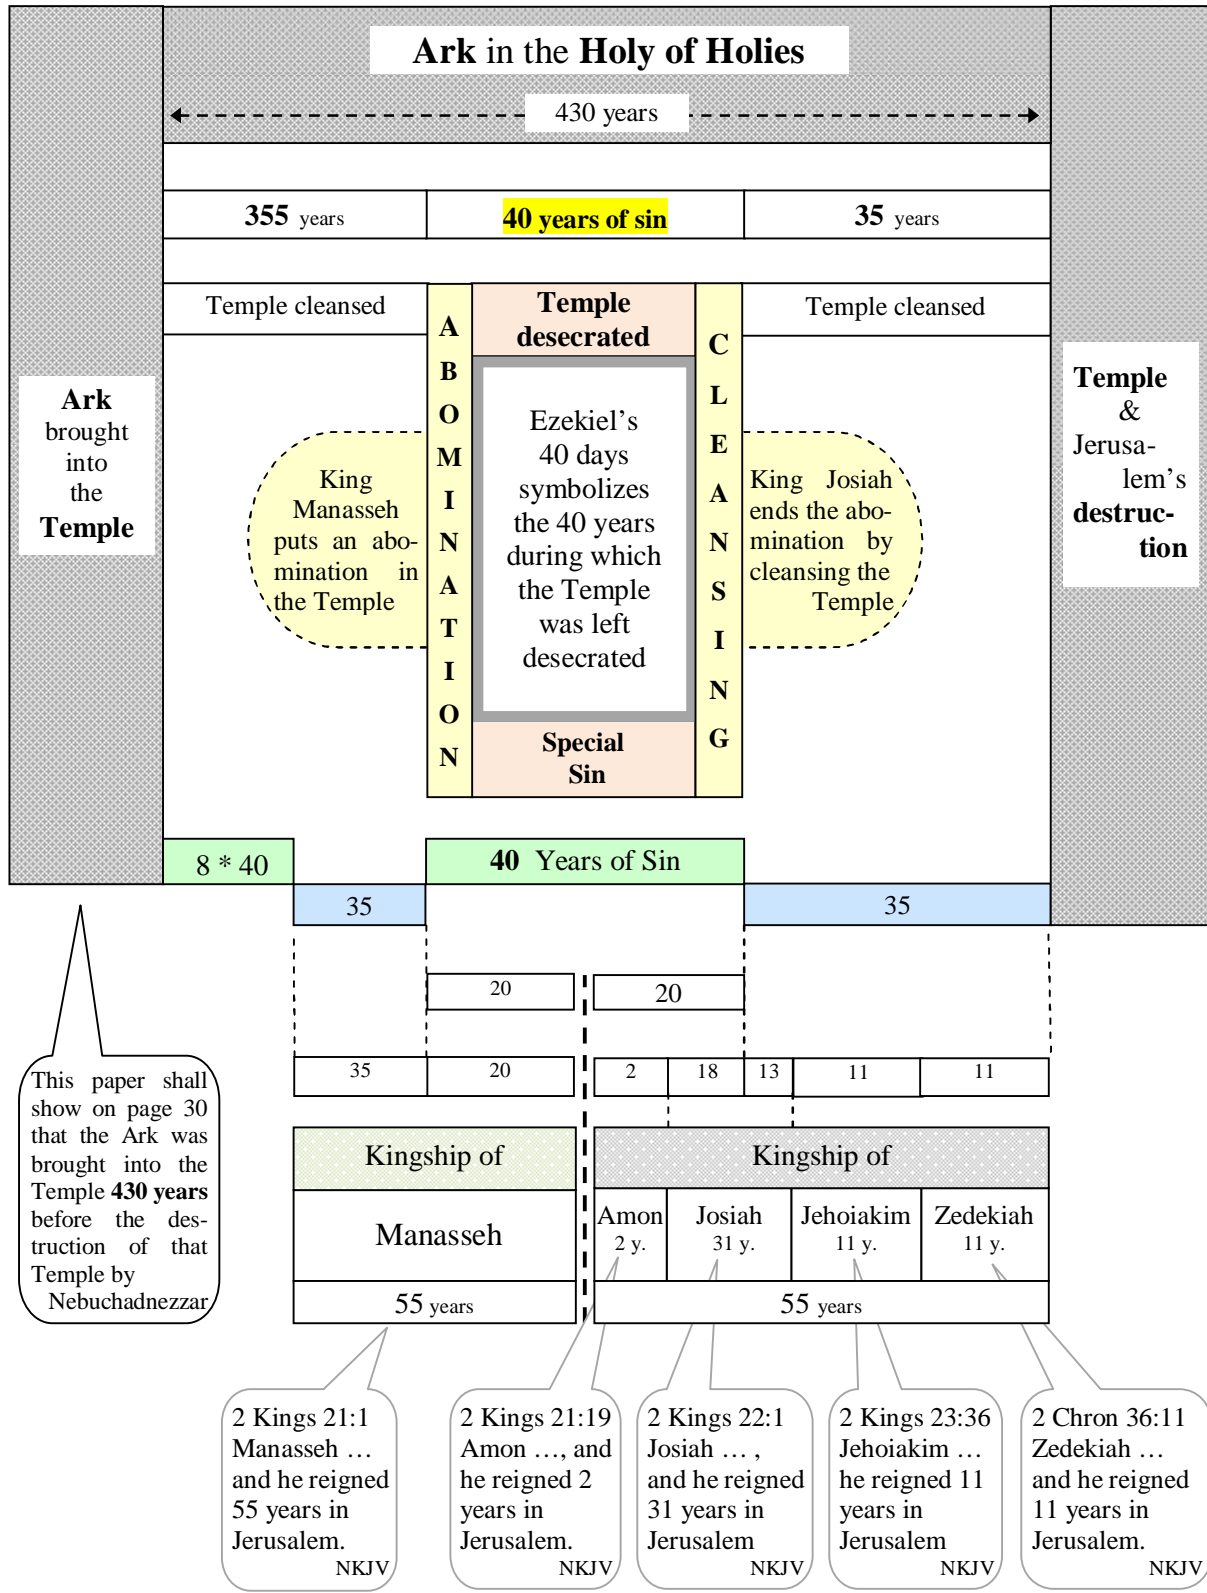 Ark in the Holy of Holies
430 years
355 years
40 years of sin
35 years
Temple cleansed
Temple
desecrated
Temple cleansed
Ark
brought
into
the
Temple
King
Manasseh
puts an abo-
mination in
the Temple
A
B
O
M
I
N
A
T
I
O
N
Ezekiel’s
40 days
symbolizes
the 40 years
during which
the Temple
was left
desecrated
C
L
E
A
N
S
I
N
G
King Josiah
ends the abo-
mination by
cleansing the
Temple
Temple
&
Jerusa-
lem’s
destruc-
tion
Special
Sin
8 * 40
40 Years of Sin
35
35
20
20
35
20
2
18
13
11
11
This paper shall
show on page 30
that the Ark was
brought into the
Temple 430 years
before the des-
truction of that
Temple by
Nebuchadnezzar
Kingship of
Manasseh
55 years
Kingship of
Amon
2 y.
Josiah
31 y.
Jehoiakim
11 y.
Zedekiah
11 y.
55 years
2 Kings 21:1
Manasseh …
and he reigned
55 years in
Jerusalem.
NKJV
2 Kings 21:19
Amon …, and
he reigned 2
years in
Jerusalem.
NKJV
2 Kings 22:1
Josiah … ,
and he reigned
31 years in
Jerusalem
NKJV
2 Kings 23:36
Jehoiakim …
he reigned 11
years in
Jerusalem
NKJV
2 Chron 36:11
Zedekiah …
and he reigned
11 years in
Jerusalem.
NKJV